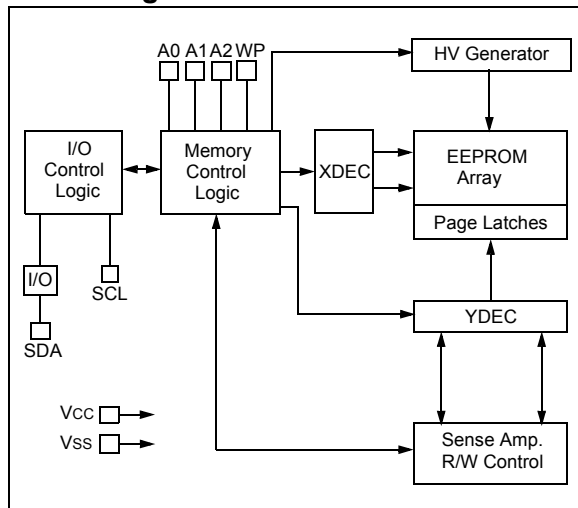 A0 A1 A2 WP
HV Generator
I/O
Control
Logic
Memory
Control
Logic
XDEC
EEPROM
Array
Page Latches
I/O
SCL
SDA
YDEC
VCC
VSS
Sense Amp.
R/W Control